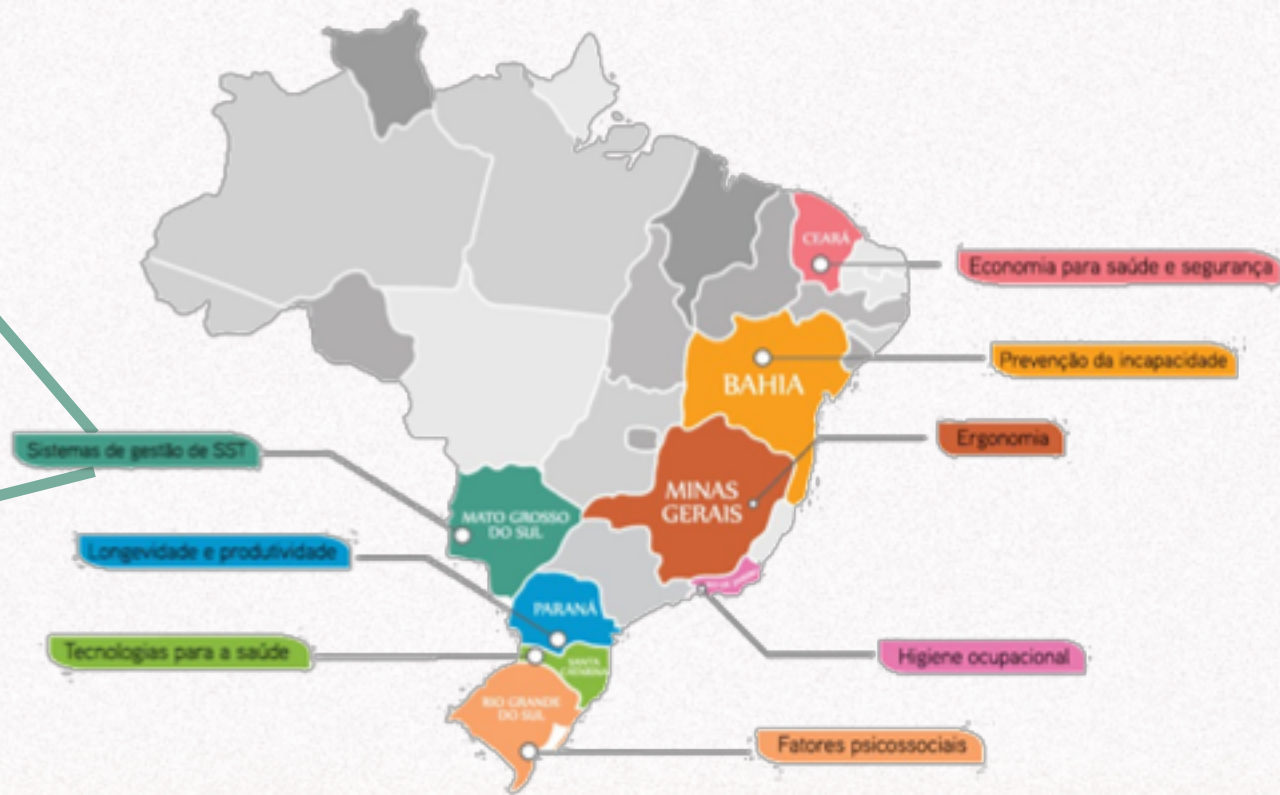 CEARÁ
Economia para saúde e segurança
Prevenção da incapacidade
BAHIA
Ergonomia
Sistemas de gestão de SST
MINAS
GERAIS
MATO GROSSO
DO SUL
Longevidade e produtividade
PARANÁ
Tecnologias para a saúde
SANTA
CATARINA
Higiene ocupacional
RIO GRANDE
DO SUL
Fatores psicossociais